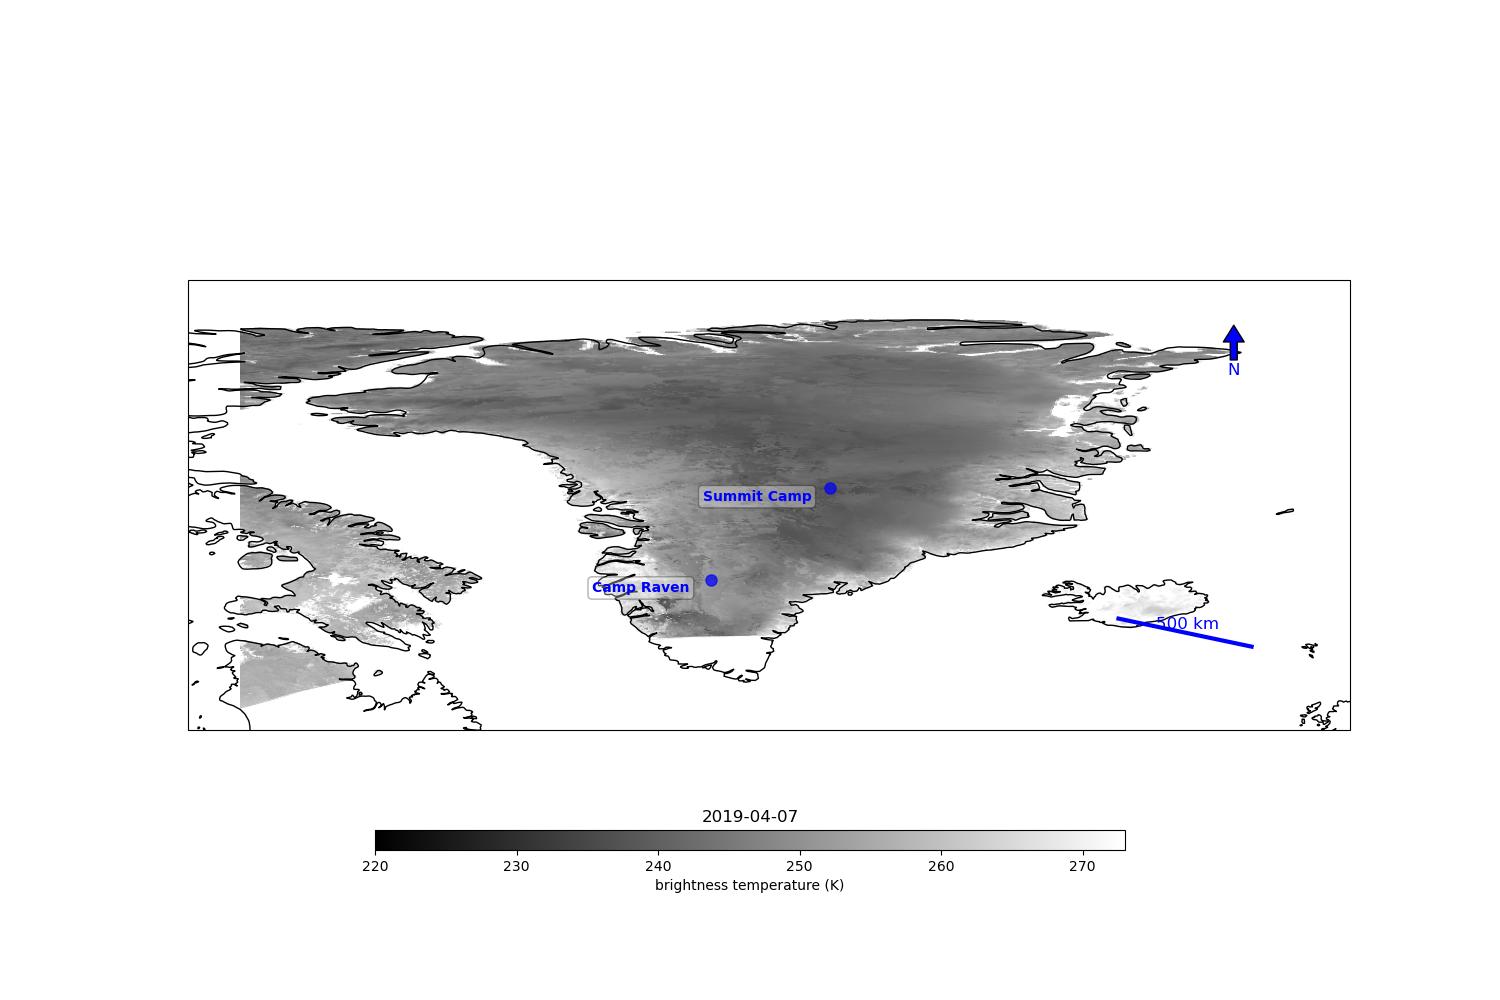 N
Summit Camp
Camp Raven
500 km
2019-04-07
220 230 240 250 260 270
brightness temperature (K)